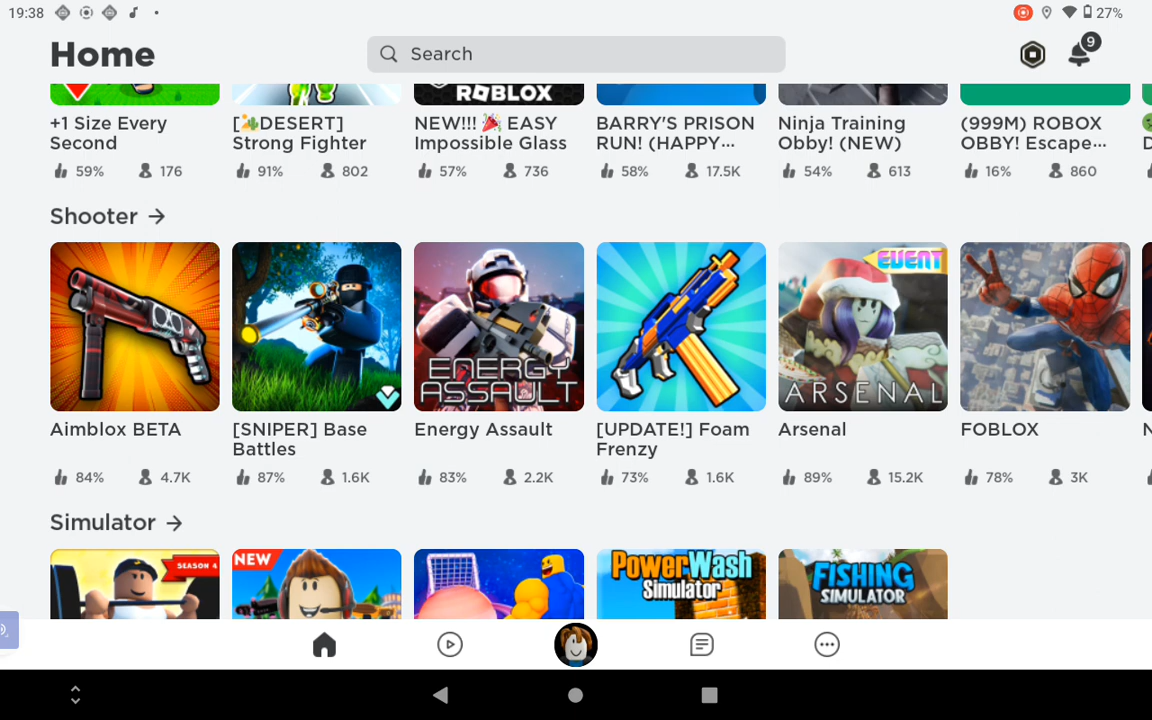 19:38
27%
Home
Search
9
ROBLOX
+1 Size Every
Second
[🏜️DESERT]
Strong Fighter
NEW!!! 🎉 EASY
Impossible Glass
BARRY'S PRISON
RUN! (HAPPY...
Ninja Training
Obby! (NEW)
(999M) ROBOX
OBBY! Escape...
59% 176
91% 802
57% 736
58% 17.5K
54% 613
16% 860
Shooter →
ENERGY
ASSAULT
EVENT
ARSENAL
Aimblox BETA
[SNIPER] Base
Battles
Energy Assault
[UPDATE!] Foam
Frenzy
Arsenal
FOBLOX
84% 4.7K
87% 1.6K
83% 2.2K
73% 1.6K
89% 15.2K
78% 3K
Simulator →
SEASON 4
NEW
PowerWash
Simulator
FISHING
SIMULATOR